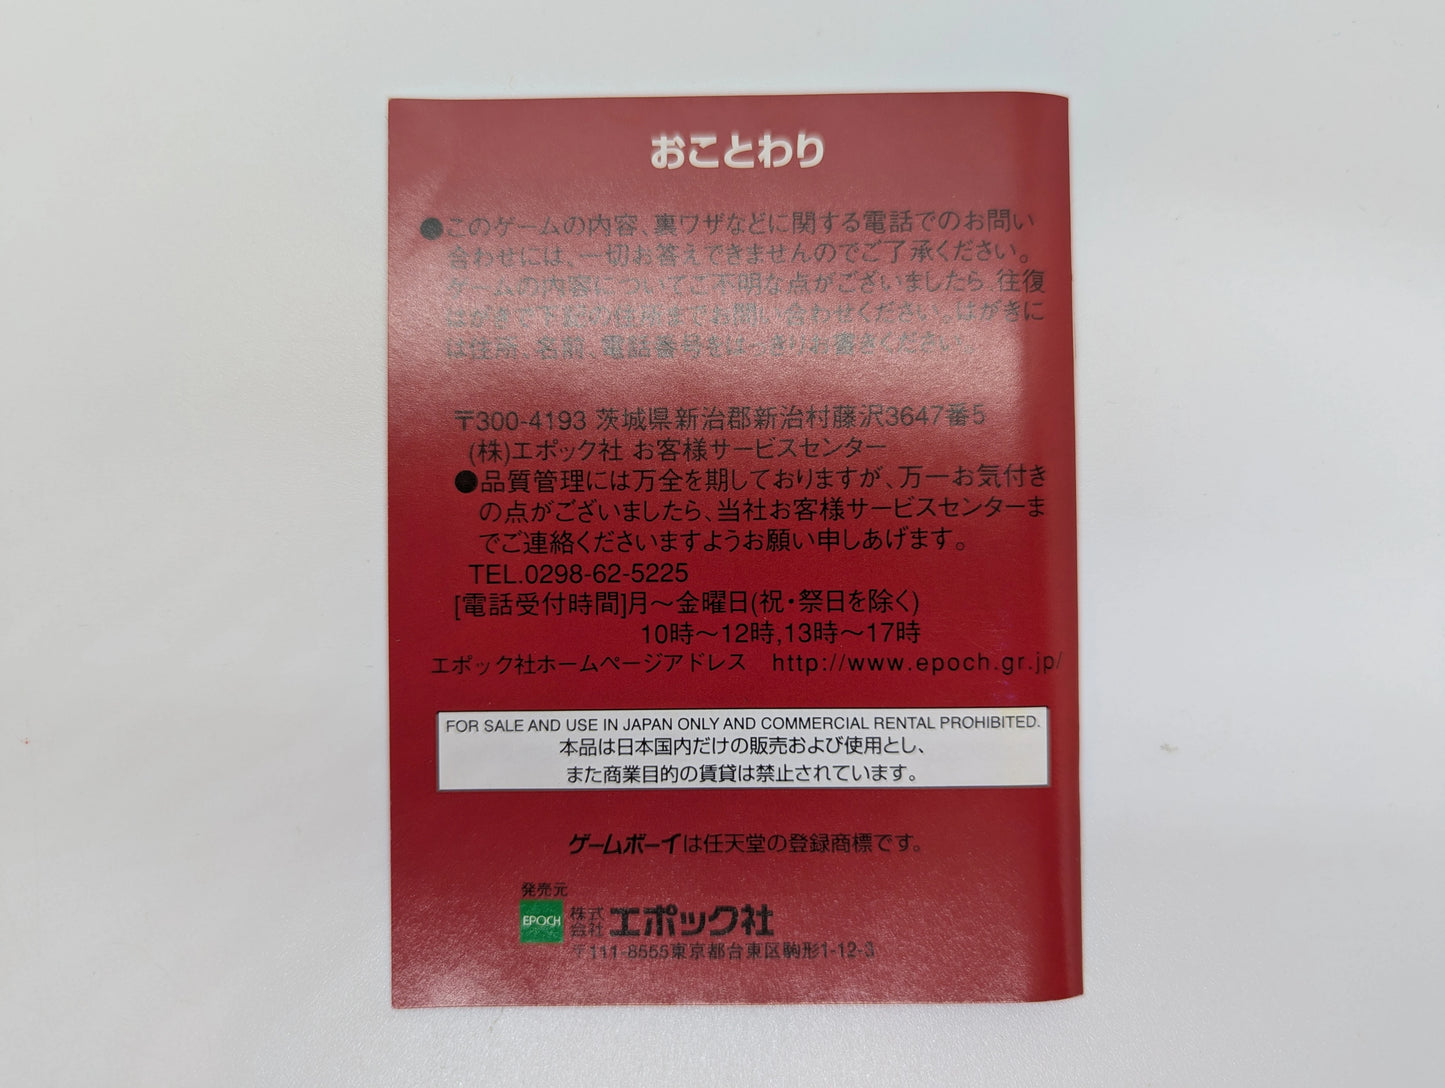 おことわり
●このゲームの内容、裏ワザなどに関する電話でのお問い
合わせには、一切お答えできませんのでご了承ください。
ゲームの内容についてご不明な点がございましたら、往復
はがきで下記の住所までお問い合わせください。はがきに
は住所、名前、電話番号をはっきりお書きください。
〒300-4193 茨城県新治郡新治村藤沢3647番5
(株)エポック社 お客様サービスセンター
●品質管理には万全を期しておりますが、万一お気付き
の点がございましたら、当社お客様サービスセンターま
でご連絡くださいますようお願い申しあげます。
TEL.0298-62-5225
[電話受付時間]月～金曜日(祝・祭日を除く)
10時～12時,13時～17時
エポック社ホームページアドレス http://www.epoch.gr.jp/
FOR SALE AND USE IN JAPAN ONLY AND COMMERCIAL RENTAL PROHIBITED.
本品は日本国内だけの販売および使用とし、
また商業目的の賃貸は禁止されています。
ゲームボーイは任天堂の登録商標です。
発売元
EPOCH 株式会社 エポック社
〒111-8555東京都台東区駒形1-12-3